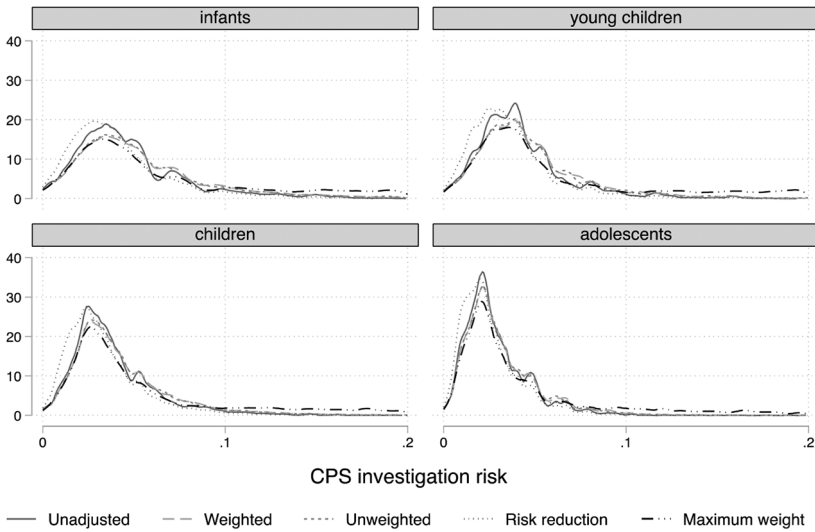 infants
young children
40
30
20
10
0
children
adolescents
40
30
20
10
0
0
.1
.2
0
.1
.2
CPS investigation risk
Unadjusted
Weighted
Unweighted
Risk reduction
Maximum weight